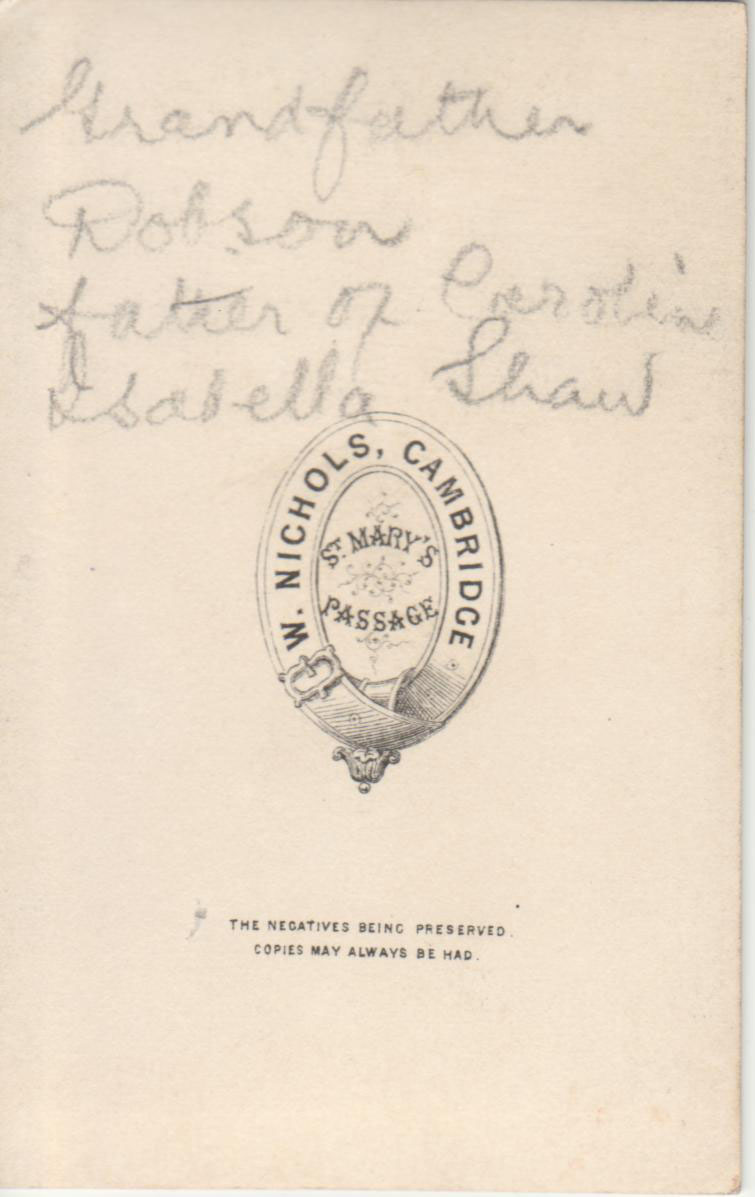 Grandfather
Robson
father of Caroline
Isabella Shaw
W. NICHOLS, CAMBRIDGE
ST MARY'S
PASSAGE
THE NEGATIVES BEING PRESERVED.
COPIES MAY ALWAYS BE HAD.